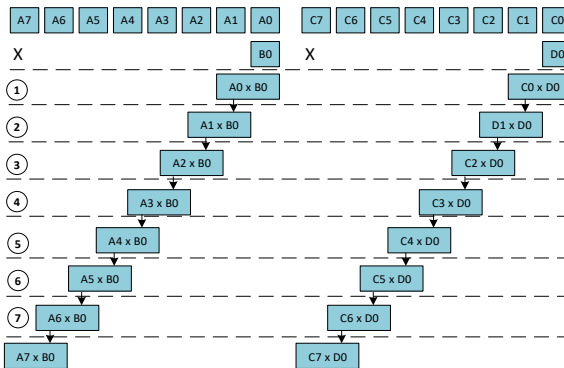 A7 A6 A5 A4 A3 A2 A1 A0 C7 C6 C5 C4 C3 C2 C1 C0
X B0 X D0
1 A0 x B0 C0 x D0
2 A1 x B0 D1 x D0
3 A2 x B0 C2 x D0
4 A3 x B0 C3 x D0
5 A4 x B0 C4 x D0
6 A5 x B0 C5 x D0
7 A6 x B0 C6 x D0
A7 x B0 C7 x D0